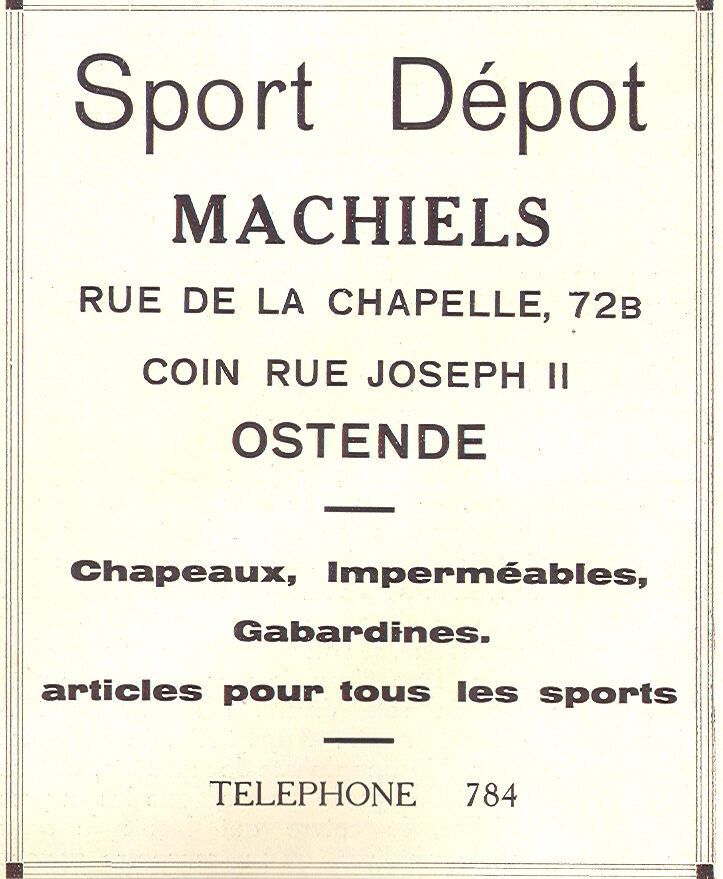 Sport Dépot
MACHIELS
RUE DE LA CHAPELLE, 72B
COIN RUE JOSEPH II
OSTENDE
Chapeaux, Imperméables,
Gabardines.
articles pour tous les sports
TELEPHONE 784